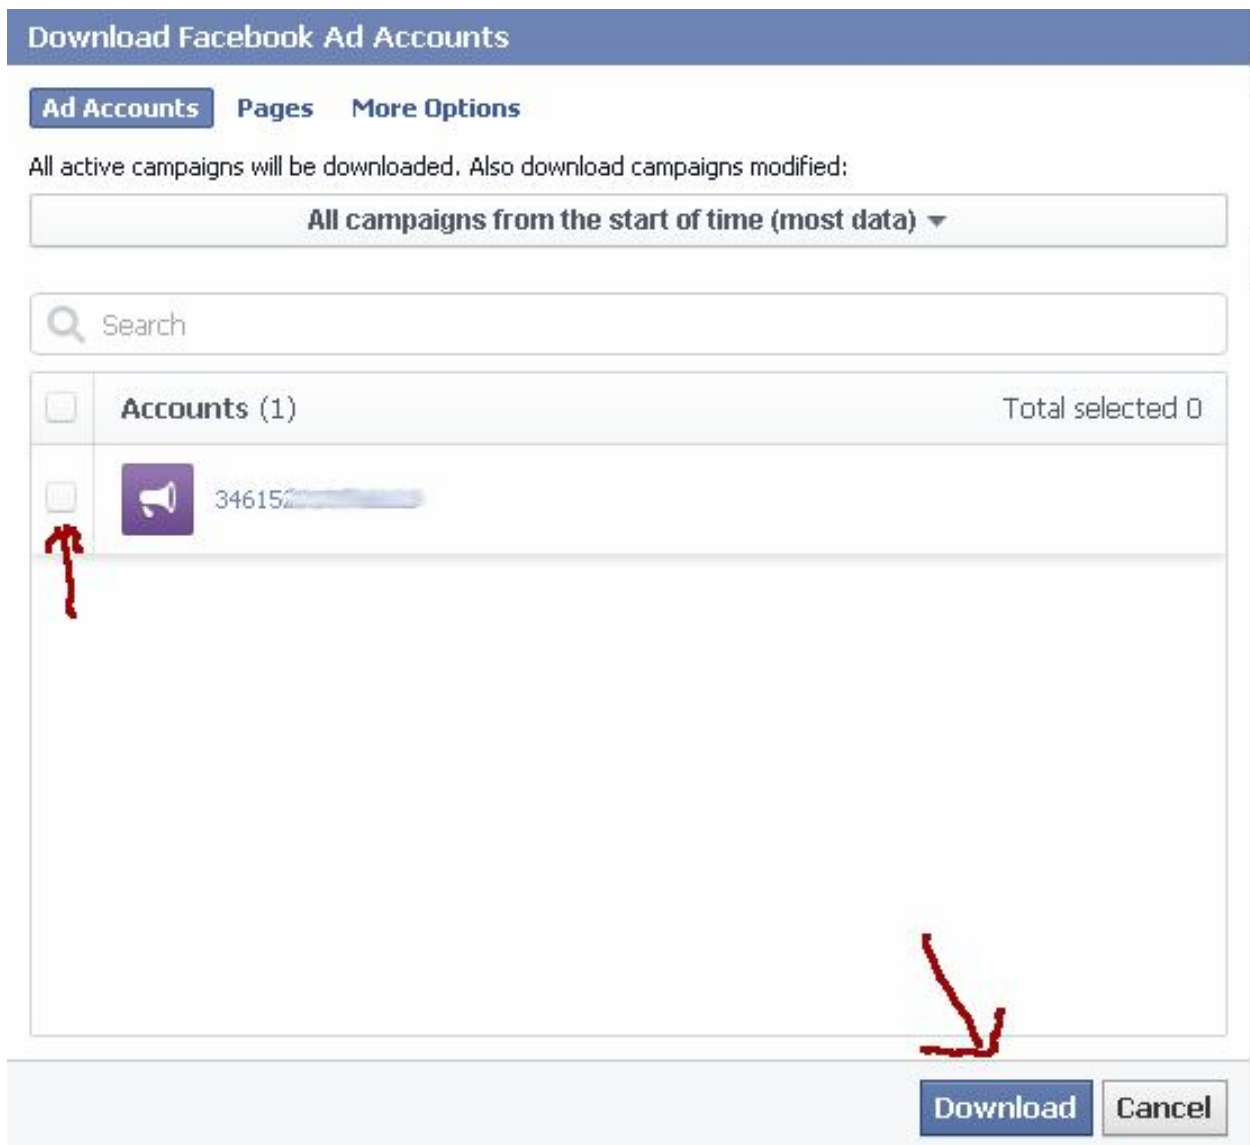 Download Facebook Ad Accounts
Ad Accounts Pages More Options
All active campaigns will be downloaded. Also download campaigns modified:
All campaigns from the start of time (most data)
Search
Accounts (1) Total selected 0
34615
Download Cancel